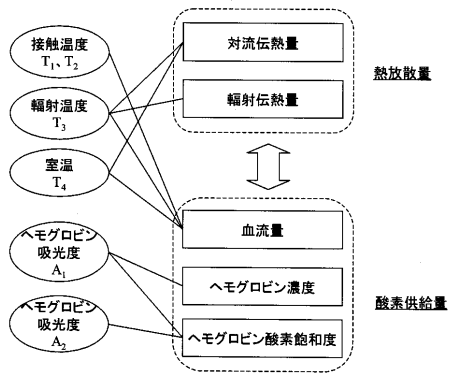 接触温度
T₁、T₂
輻射温度
T₃
室温
T₄
ヘモグロビン
吸光度
A₁
ヘモグロビン
吸光度
A₂
対流伝熱量
輻射伝熱量
熱放散量
血流量
ヘモグロビン濃度
ヘモグロビン酸素飽和度
酸素供給量